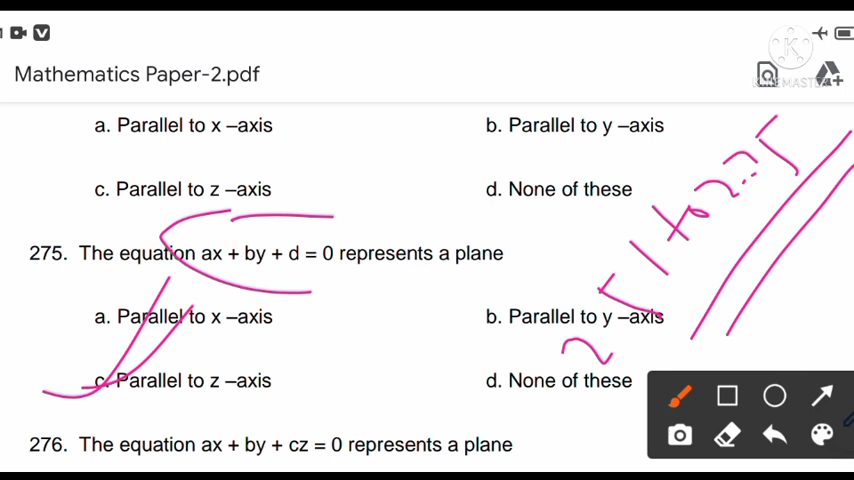 Mathematics Paper-2.pdf
K
KINEMASTER
a. Parallel to x –axis
b. Parallel to y –axis
c. Parallel to z –axis
d. None of these
275. The equation ax + by + d = 0 represents a plane
a. Parallel to x –axis
b. Parallel to y –axis
c. Parallel to z –axis
d. None of these
276. The equation ax + by + cz = 0 represents a plane